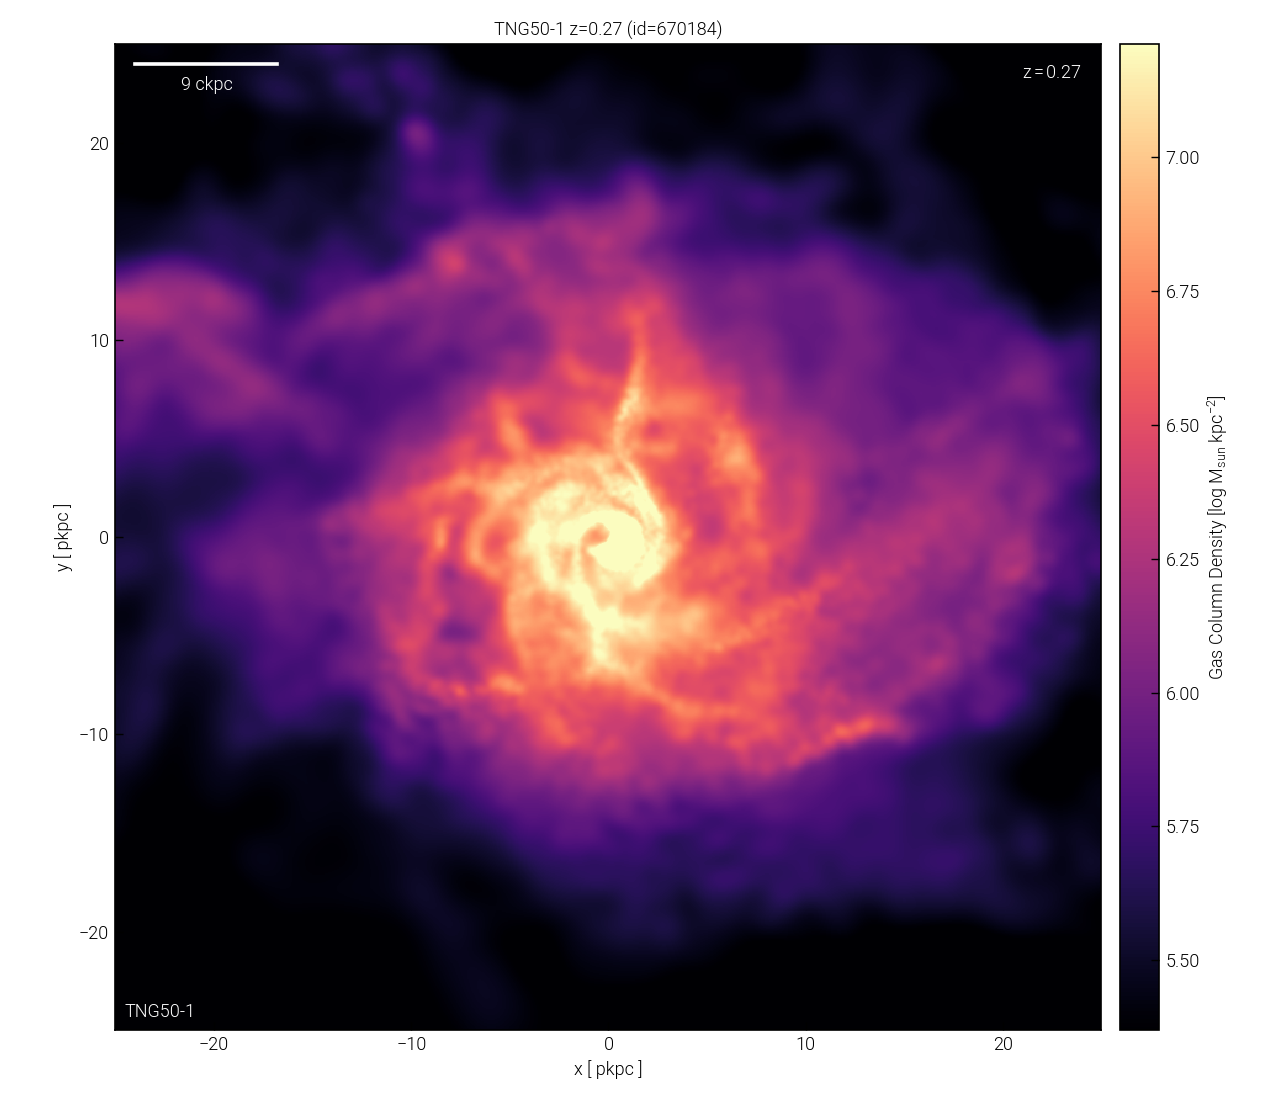 TNG50-1 z=0.27 (id=670184)
9 ckpc
z=0.27
20
10
0
−10
−20
y [ pkpc ]
TNG50-1
−20
−10
0
10
20
x [ pkpc ]
7.00
6.75
6.50
6.25
6.00
5.75
5.50
Gas Column Density [log M_sun kpc⁻²]